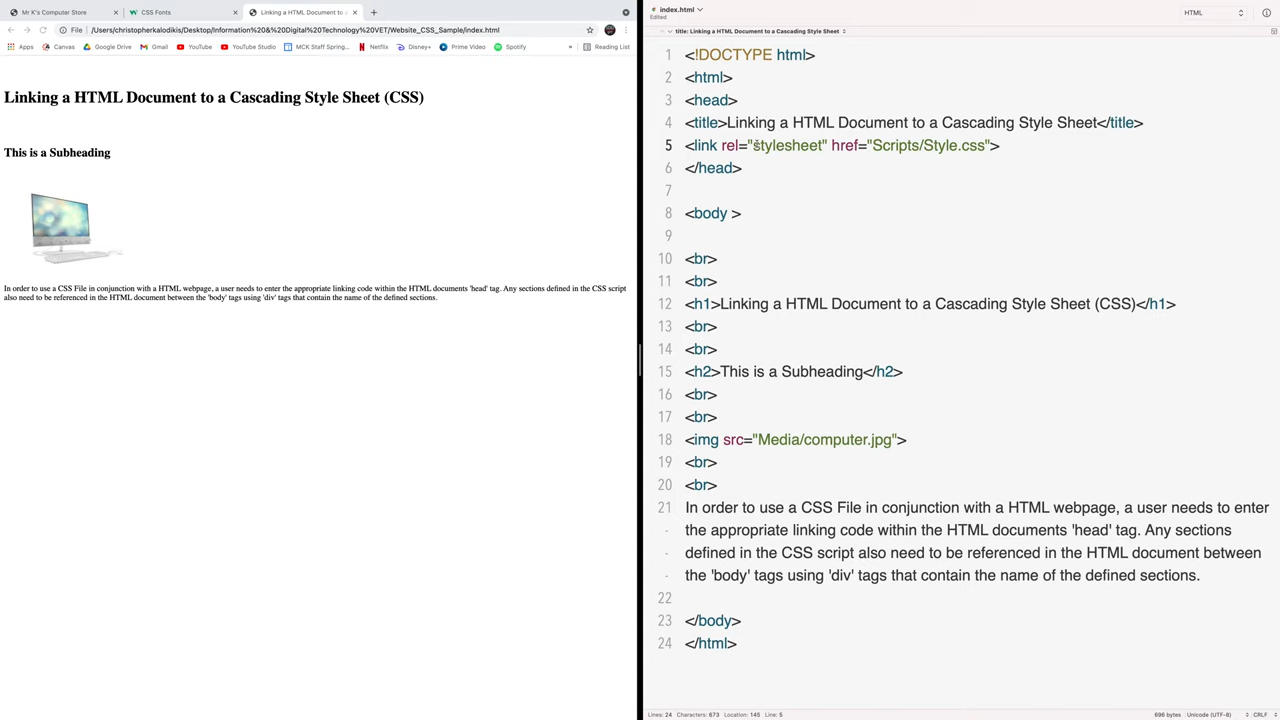 Mr K's Computer Store
CSS Fonts
Linking a HTML Document to a
File /Users/christopherkalodikis/Desktop/Information%20&%20Digital%20Technology%20VET/Website_CSS_Sample/index.html
Apps Canvas Google Drive Gmail YouTube YouTube Studio MCK Staff Spring... Netflix Disney+ Prime Video Spotify » Reading List
Linking a HTML Document to a Cascading Style Sheet (CSS)
This is a Subheading
In order to use a CSS File in conjunction with a HTML webpage, a user needs to enter the appropriate linking code within the HTML documents 'head' tag. Any sections defined in the CSS script
also need to be referenced in the HTML document between the 'body' tags using 'div' tags that contain the name of the defined sections.
index.html
Edited
HTML
title: Linking a HTML Document to a Cascading Style Sheet
1 <!DOCTYPE html>
2 <html>
3 <head>
4 <title>Linking a HTML Document to a Cascading Style Sheet</title>
5 <link rel="stylesheet" href="Scripts/Style.css">
6 </head>
7
8 <body >
9
10 <br>
11 <br>
12 <h1>Linking a HTML Document to a Cascading Style Sheet (CSS)</h1>
13 <br>
14 <br>
15 <h2>This is a Subheading</h2>
16 <br>
17 <br>
18 <img src="Media/computer.jpg">
19 <br>
20 <br>
21 In order to use a CSS File in conjunction with a HTML webpage, a user needs to enter
- the appropriate linking code within the HTML documents 'head' tag. Any sections
- defined in the CSS script also need to be referenced in the HTML document between
- the 'body' tags using 'div' tags that contain the name of the defined sections.
22
23 </body>
24 </html>
Lines: 24 Characters: 673 Location: 145 Line: 5
696 bytes Unicode (UTF-8) CRLF